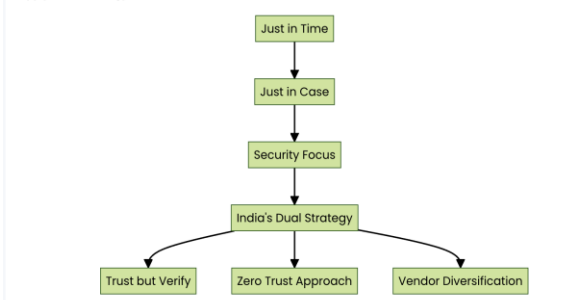 Just in Time
Just in Case
Security Focus
India's Dual Strategy
Trust but Verify
Zero Trust Approach
Vendor Diversification